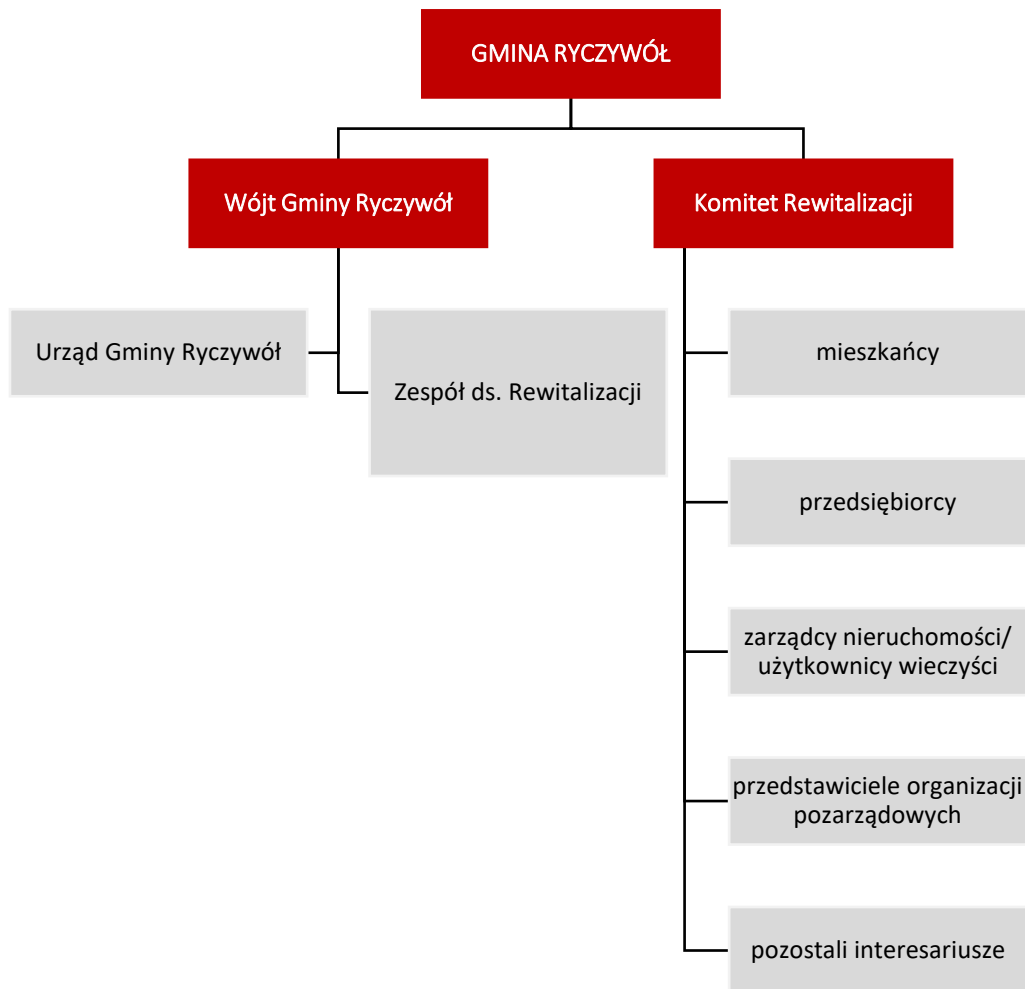 GMINA RYCZYWÓŁ
Wójt Gminy Ryczywół
Komitet Rewitalizacji
Urząd Gminy Ryczywół
Zespół ds. Rewitalizacji
mieszkańcy
przedsiębiorcy
zarządcy nieruchomości/
użytkownicy wieczyści
przedstawiciele organizacji
pozarządowych
pozostali interesariusze